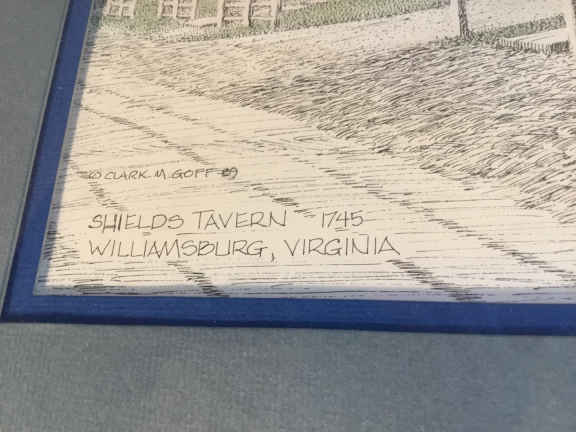 © CLARK M. GOFF 89
SHIELDS TAVERN 1745
WILLIAMSBURG, VIRGINIA